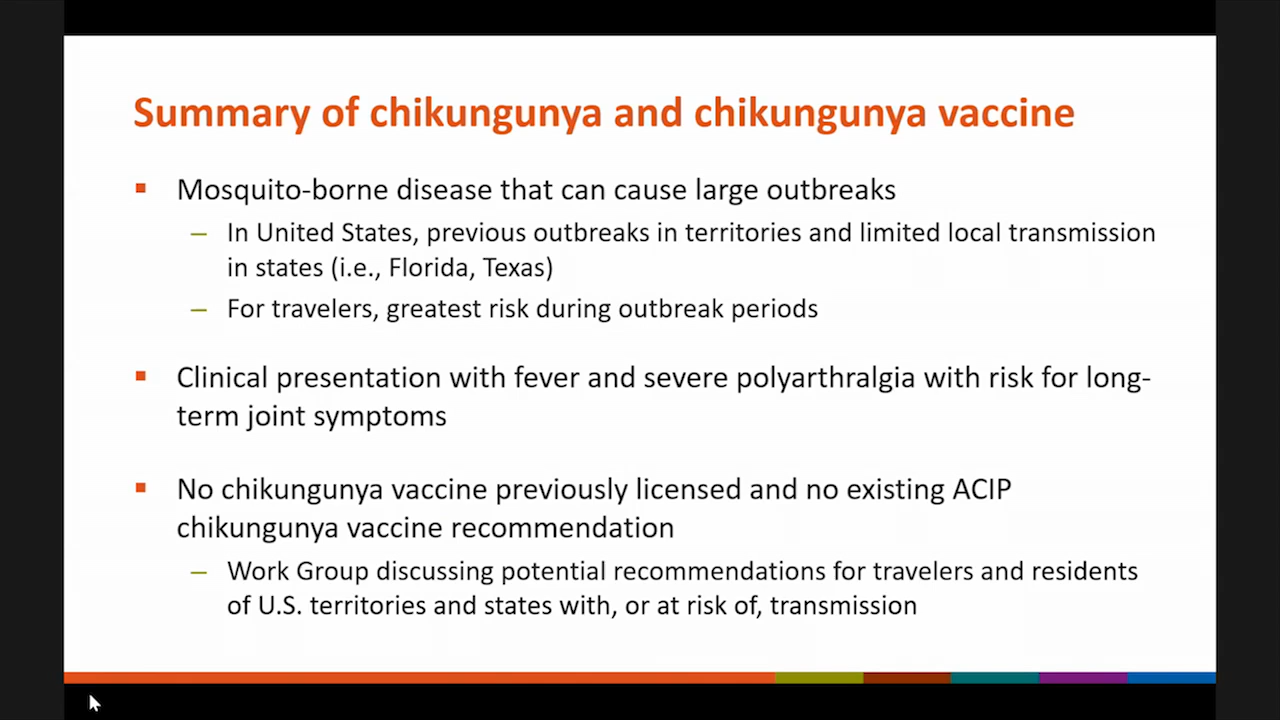 Summary of chikungunya and chikungunya vaccine
▪ Mosquito-borne disease that can cause large outbreaks
– In United States, previous outbreaks in territories and limited local transmission
in states (i.e., Florida, Texas)
– For travelers, greatest risk during outbreak periods
▪ Clinical presentation with fever and severe polyarthralgia with risk for long-
term joint symptoms
▪ No chikungunya vaccine previously licensed and no existing ACIP
chikungunya vaccine recommendation
– Work Group discussing potential recommendations for travelers and residents
of U.S. territories and states with, or at risk of, transmission